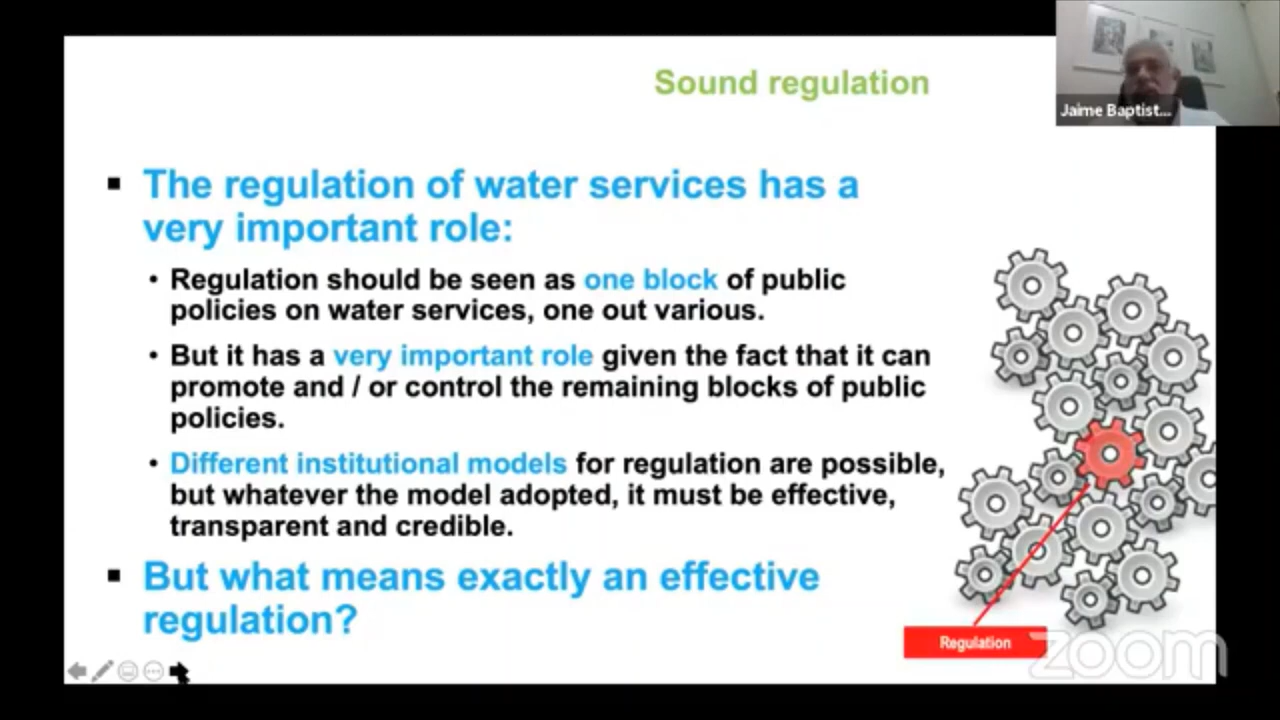 Sound regulation
Jaime Baptist...
▪ The regulation of water services has a
very important role:
• Regulation should be seen as one block of public
policies on water services, one out various.
• But it has a very important role given the fact that it can
promote and / or control the remaining blocks of public
policies.
• Different institutional models for regulation are possible,
but whatever the model adopted, it must be effective,
transparent and credible.
▪ But what means exactly an effective
regulation?
Regulation
zoom